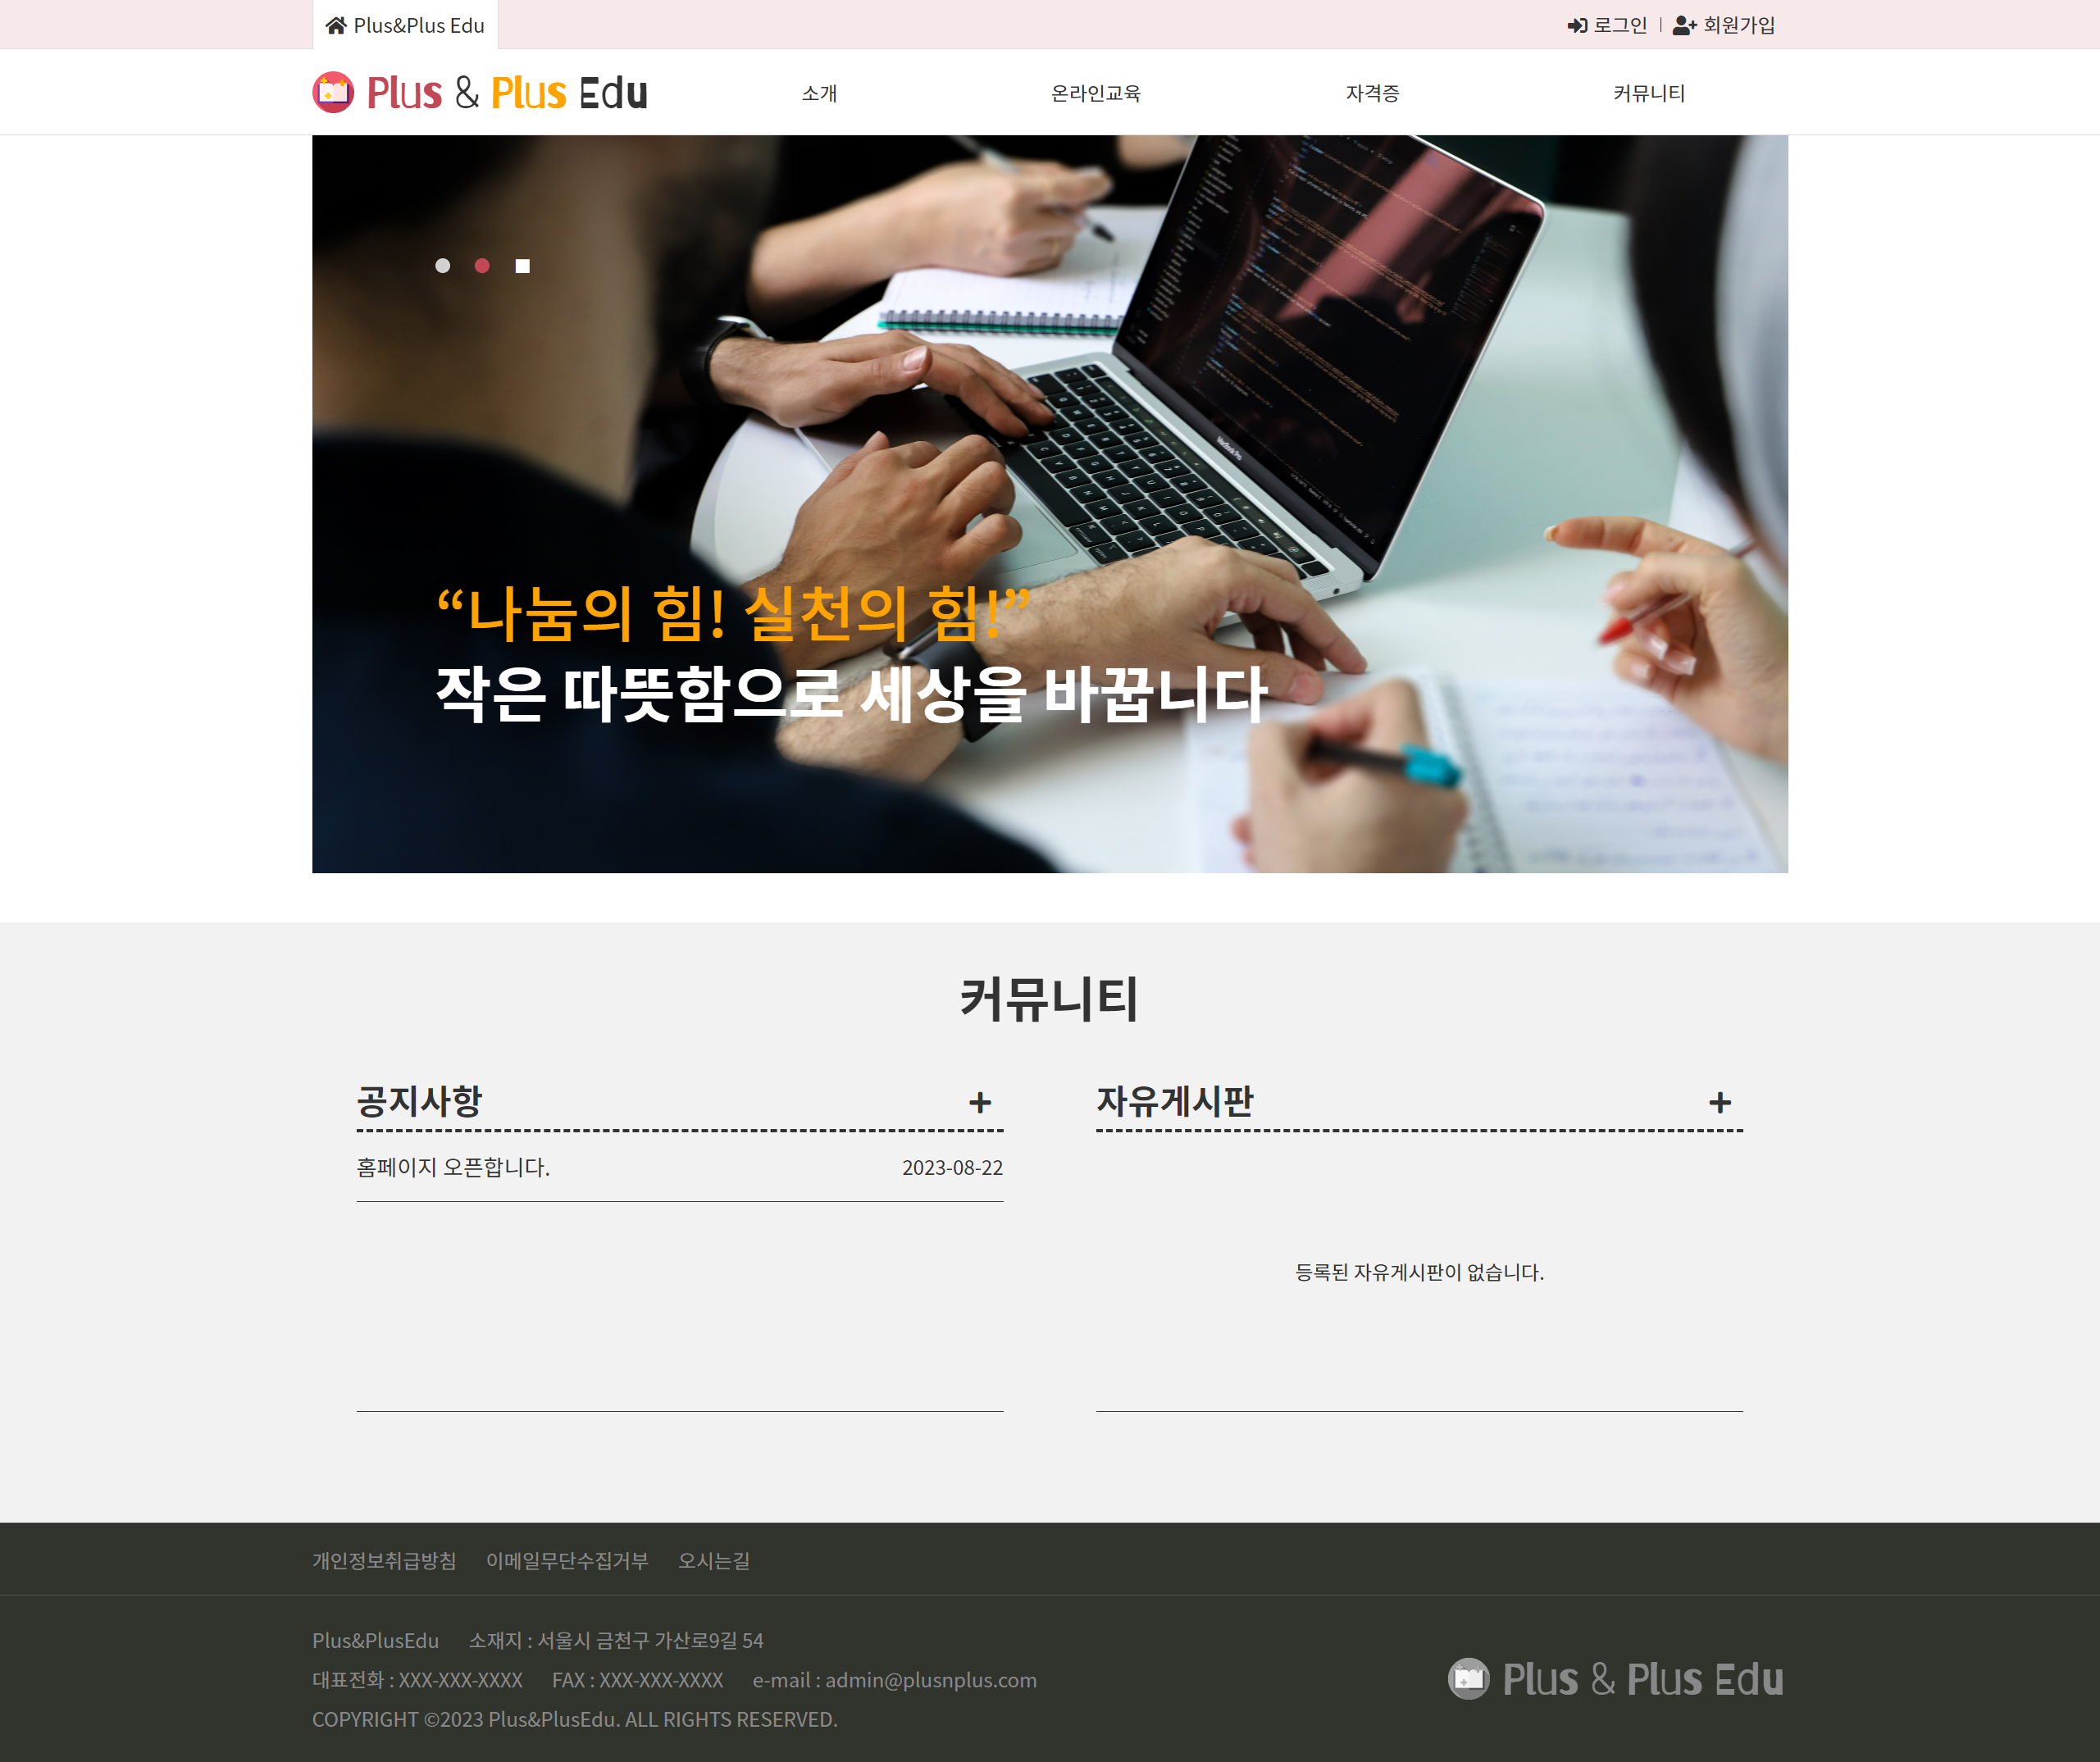 Plus&Plus Edu
로그인 회원가입
Plus & Plus Edu
소개 온라인교육 자격증 커뮤니티
“나눔의 힘! 실천의 힘!”
작은 따뜻함으로 세상을 바꿉니다
커뮤니티
공지사항
홈페이지 오픈합니다. 2023-08-22
자유게시판
등록된 자유게시판이 없습니다.
개인정보취급방침 이메일무단수집거부 오시는길
Plus&PlusEdu 소재지 : 서울시 금천구 가산로9길 54
대표전화 : XXX-XXX-XXXX FAX : XXX-XXX-XXXX e-mail : admin@plusnplus.com
COPYRIGHT ©2023 Plus&PlusEdu. ALL RIGHTS RESERVED.
Plus & Plus Edu